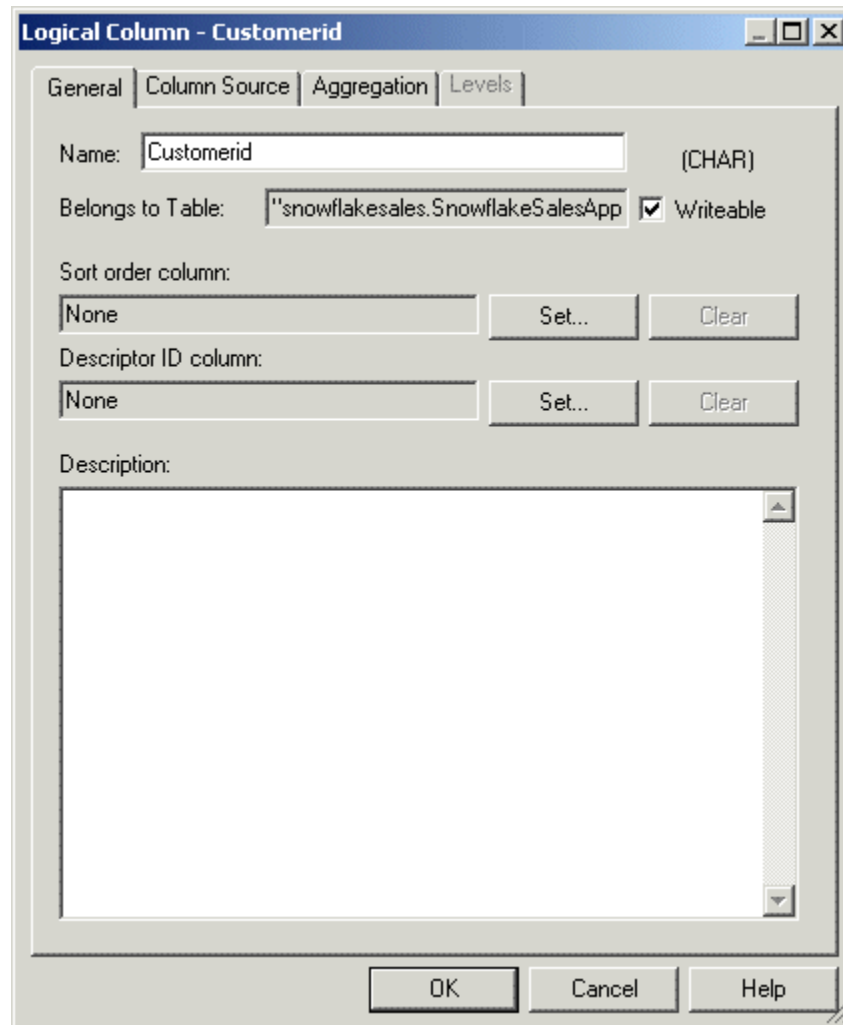 Logical Column - Customerid
General Column Source Aggregation Levels
Name: Customerid (CHAR)
Belongs to Table: "snowflakesales.SnowflakeSalesApp Writeable
Sort order column:
None Set... Clear
Descriptor ID column:
None Set... Clear
Description:
OK Cancel Help